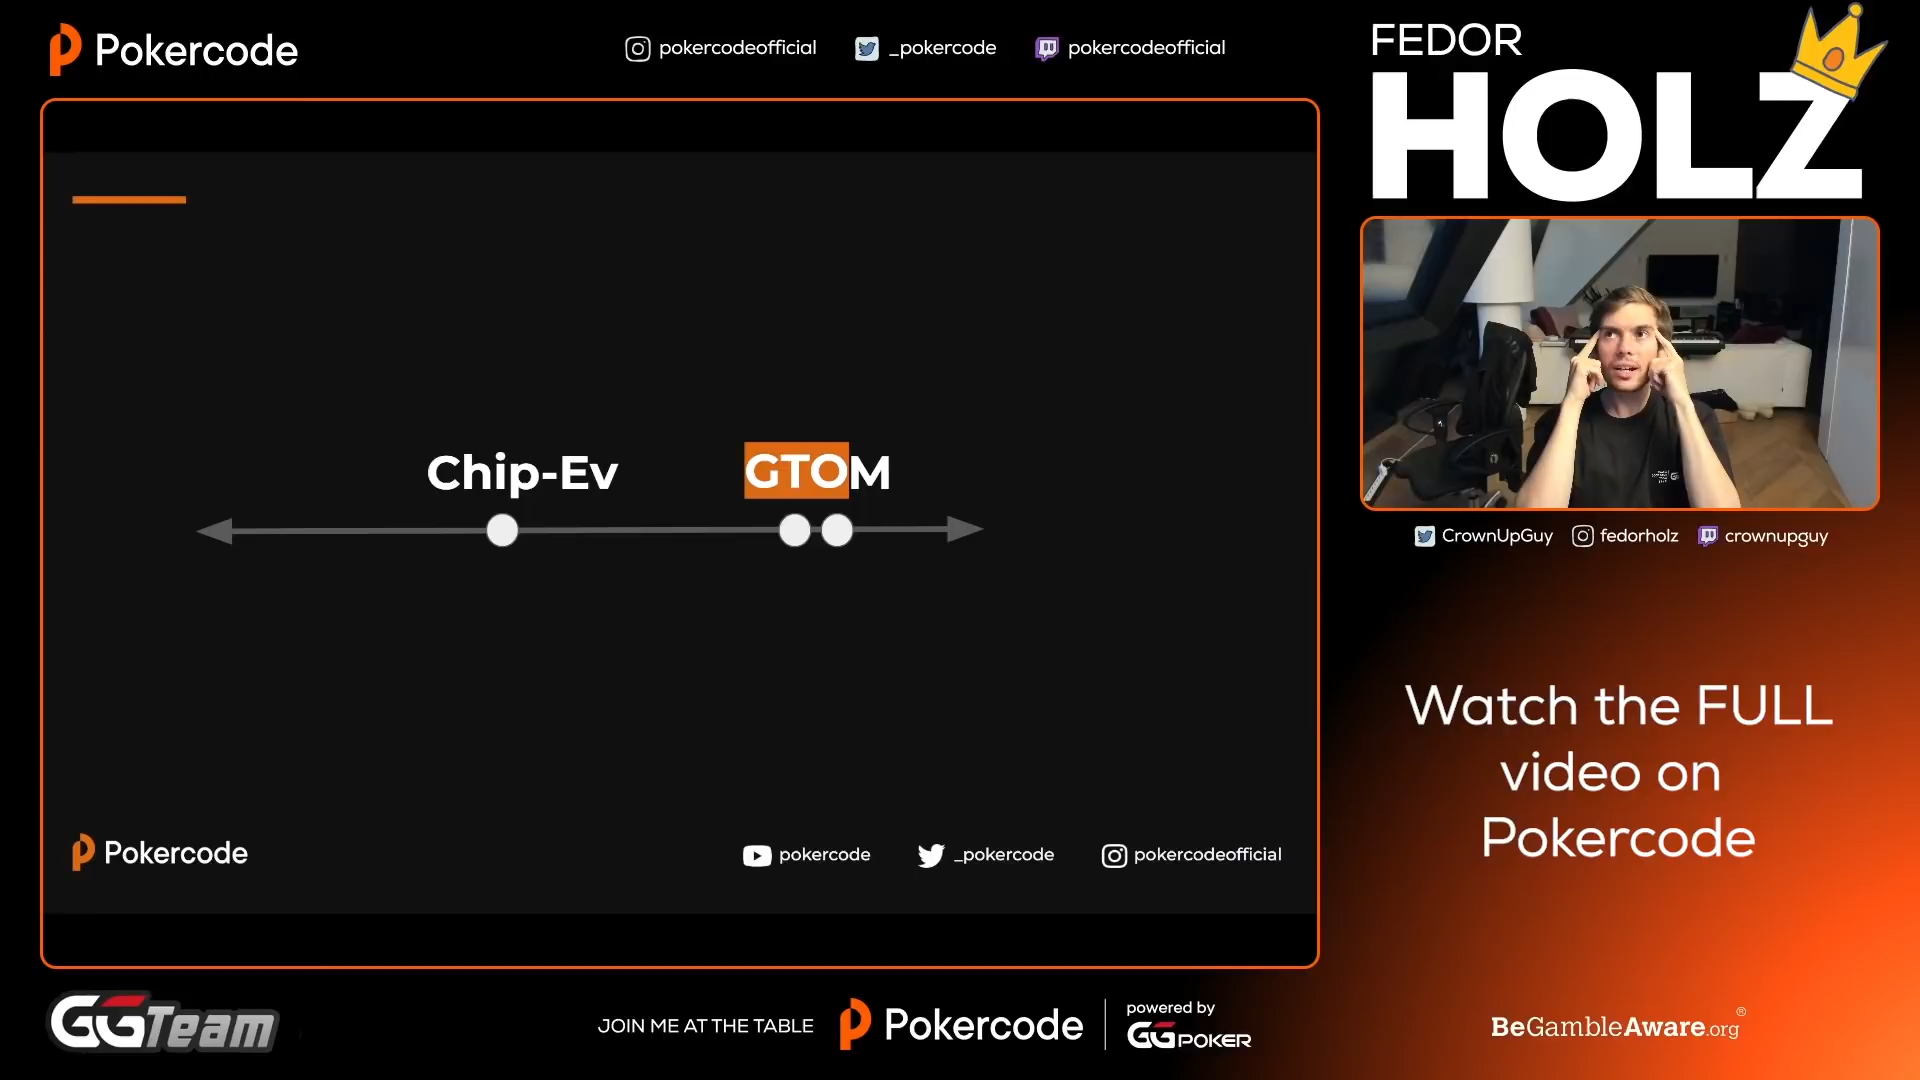 Pokercode
pokercodeofficial
_pokercode
pokercodeofficial
FEDOR
HOLZ
Chip-Ev
GTOM
CrownUpGuy
fedorholz
crownupguy
Watch the FULL
video on
Pokercode
Pokercode
pokercode
_pokercode
pokercodeofficial
GGTeam
JOIN ME AT THE TABLE
Pokercode
powered by
GGPOKER
BeGambleAware.org®